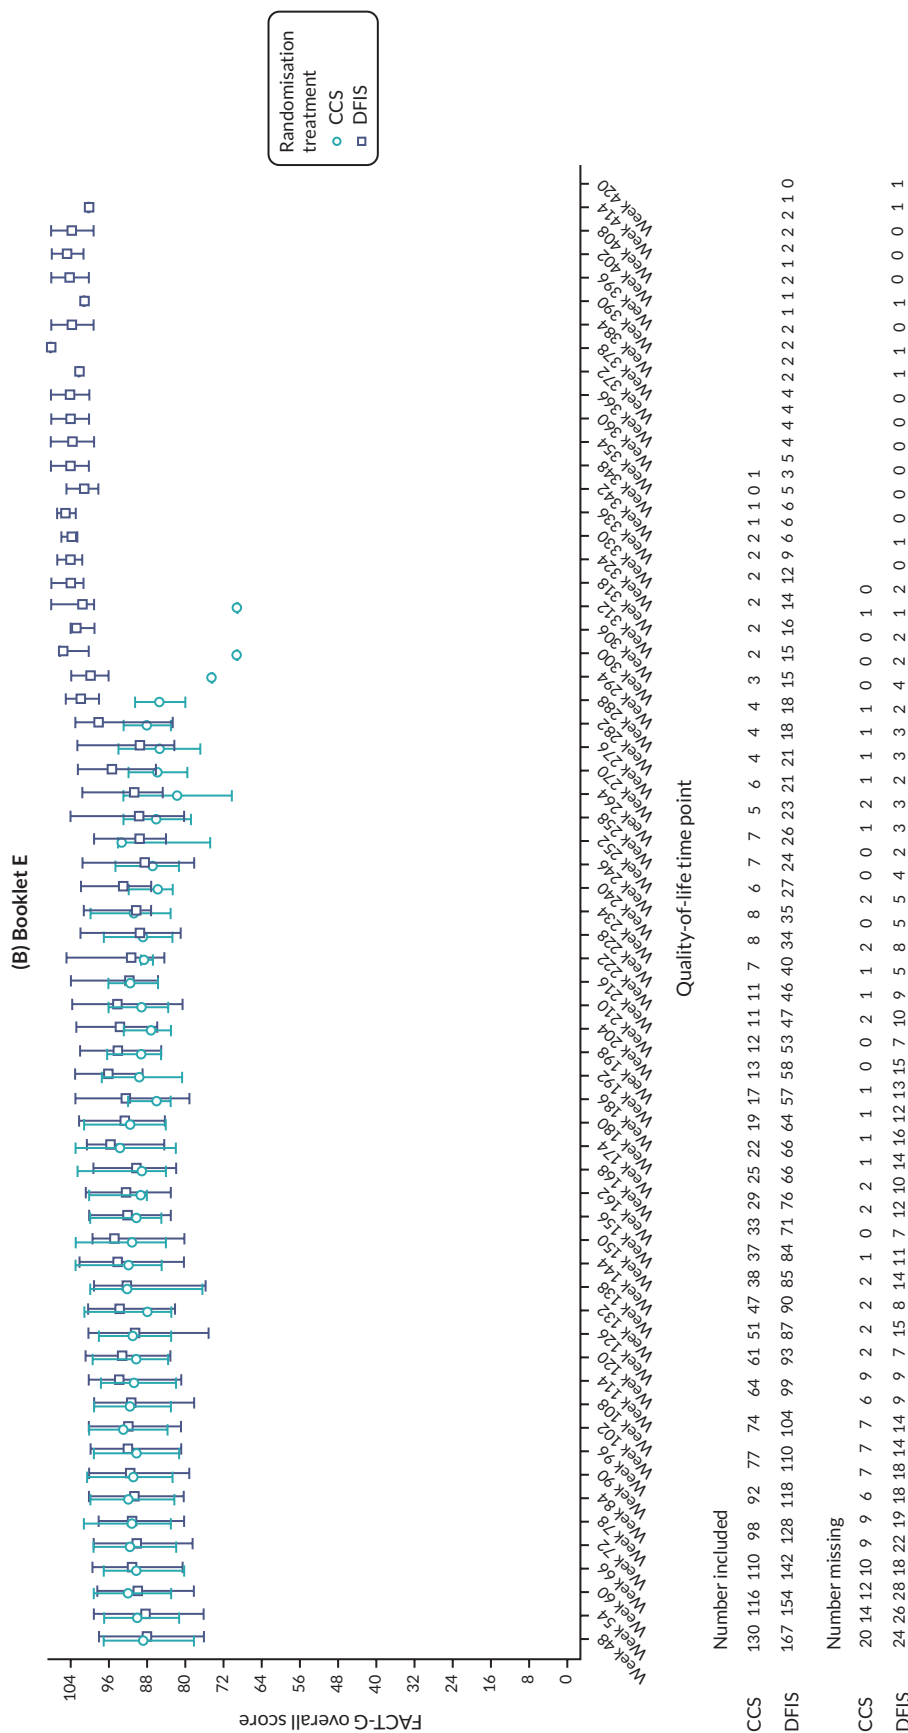 (B) Booklet E
FACT-G overall score
104
96
88
80
72
64
56
48
40
32
24
16
8
0
Week 48
Week 54
Week 60
Week 66
Week 72
Week 78
Week 84
Week 90
Week 96
Week 102
Week 108
Week 114
Week 120
Week 126
Week 132
Week 138
Week 144
Week 150
Week 156
Week 162
Week 168
Week 174
Week 180
Week 186
Week 192
Week 198
Week 204
Week 210
Week 216
Week 222
Week 228
Week 234
Week 240
Week 246
Week 252
Week 258
Week 264
Week 270
Week 276
Week 282
Week 288
Week 294
Week 300
Week 306
Week 312
Week 318
Week 324
Week 330
Week 336
Week 342
Week 348
Week 354
Week 360
Week 366
Week 372
Week 378
Week 384
Week 390
Week 396
Week 402
Week 408
Week 414
Week 420
Quality-of-life time point
Randomisation
treatment
CCS
DFIS
Number included
CCS 130 116 110 98 92 77 74 64 61 51 47 38 37 33 29 25 22 19 17 13 12 11 11 7 8 8 6 7 7 5 6 4 4 4 3 2 2 2 2 2 2 1 1 0 1
DFIS 167 154 142 128 118 110 104 99 93 87 90 85 84 71 76 66 66 64 57 58 53 47 46 40 34 35 27 24 26 23 21 21 18 18 15 15 16 14 12 9 6 6 6 5 3 5 4 4 4 4 2 2 2 2 1 1 2 1 2 2 2 1 0
Number missing
CCS 20 14 12 10 9 9 6 7 7 7 6 9 2 2 2 2 2 1 0 2 2 1 1 1 1 0 0 2 1 1 2 0 2 0 0 1 2 1 1 1 1 0 0 0 1 0
DFIS 24 26 28 18 22 19 18 18 18 14 14 9 9 7 15 8 14 11 7 12 10 14 16 12 13 15 7 10 9 5 8 5 5 4 2 3 3 2 3 3 2 4 2 2 1 2 0 1 0 0 0 0 0 0 1 1 0 1 0 0 0 0 1 1